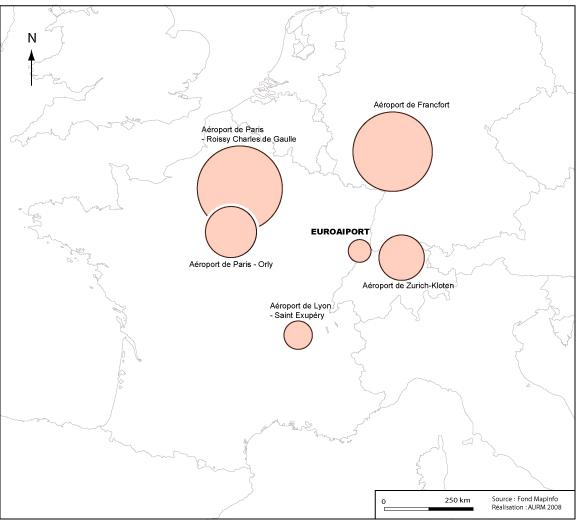 N
Aéroport de Francfort
Aéroport de Paris
- Roissy Charles de Gaulle
EUROAIPORT
Aéroport de Paris - Orly
Aéroport de Zurich-Kloten
Aéroport de Lyon
- Saint Exupéry
0 250 km
Source : Fond MapInfo
Réalisation : AURM 2008